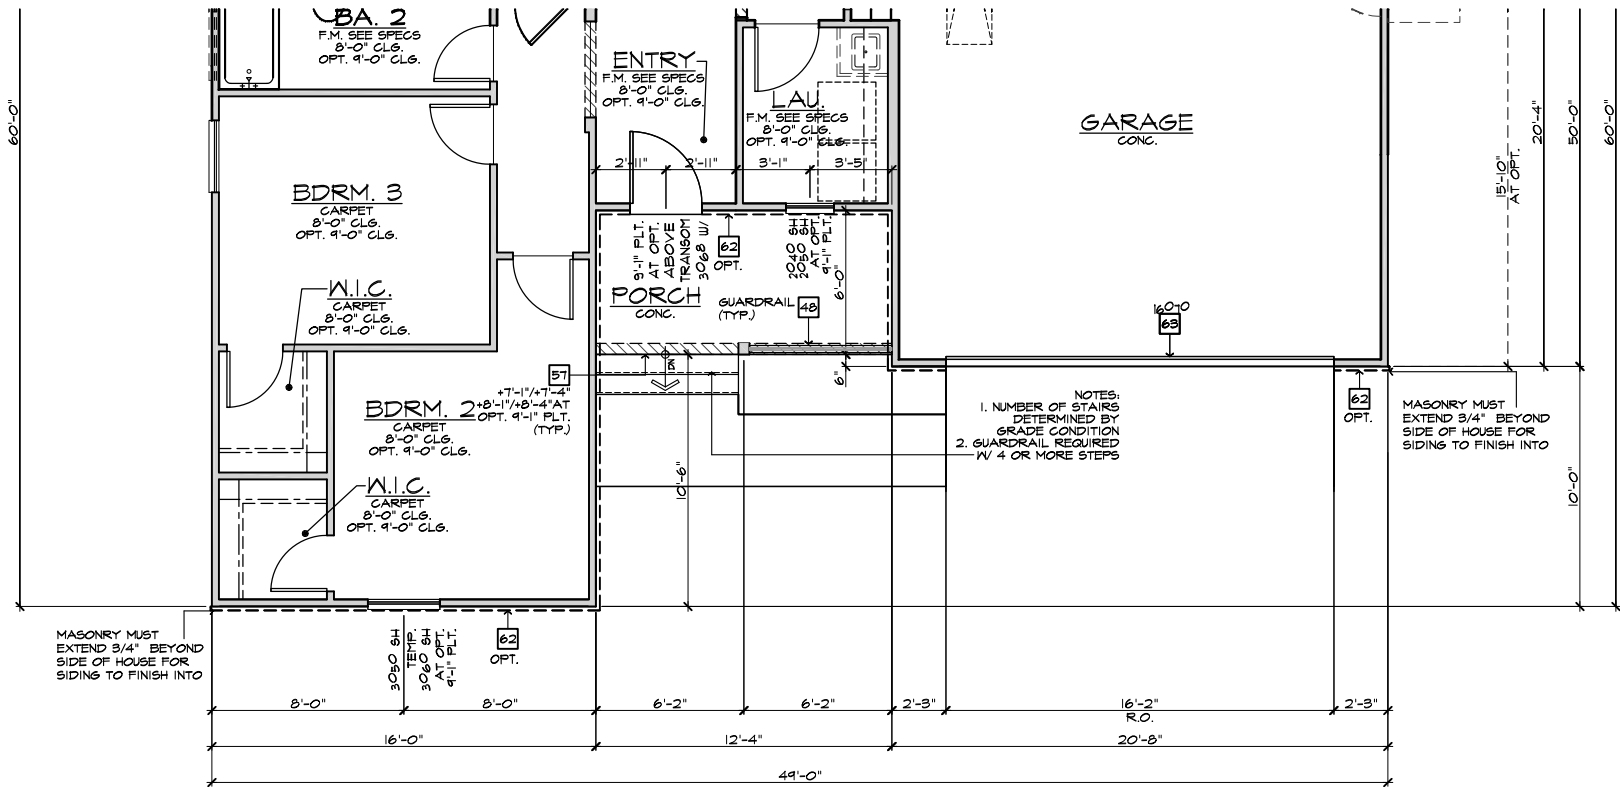 BA. 2
F.M. SEE SPECS
8'-0" CLG.
OPT. 9'-0" CLG.
ENTRY
F.M. SEE SPECS
8'-0" CLG.
OPT. 9'-0" CLG.
LAU.
F.M. SEE SPECS
8'-0" CLG.
OPT. 9'-0" CLG.
GARAGE
CONC.
60'-0"
20'-4"
50'-0"
60'-0"
15'-10"
AT OPT.
2'-11"
2'-11"
3'-1"
3'-5"
BDRM. 3
CARPET
8'-0" CLG.
OPT. 9'-0" CLG.
9'-1" PLT.
AT OPT.
ABOVE
TRANSOM
3068 W/
62
OPT.
2040 SH
2050 SH
AT OPT.
9'-1" PLT.
6'-0"
W.I.C.
CARPET
8'-0" CLG.
OPT. 9'-0" CLG.
PORCH
CONC.
GUARDRAIL
(TYP.)
48
16070
63
DN
6"
57
+7'-1"/+7'-4"
+8'-1"/+8'-4" AT
OPT. 9'-1" PLT.
(TYP.)
BDRM. 2
CARPET
8'-0" CLG.
OPT. 9'-0" CLG.
NOTES:
1. NUMBER OF STAIRS
DETERMINED BY
GRADE CONDITION
2. GUARDRAIL REQUIRED
W/ 4 OR MORE STEPS
62
OPT.
MASONRY MUST
EXTEND 3/4" BEYOND
SIDE OF HOUSE FOR
SIDING TO FINISH INTO
W.I.C.
CARPET
8'-0" CLG.
OPT. 9'-0" CLG.
10'-6"
10'-0"
MASONRY MUST
EXTEND 3/4" BEYOND
SIDE OF HOUSE FOR
SIDING TO FINISH INTO
3050 SH
TEMP.
3060 SH
AT OPT.
9'-1" PLT.
62
OPT.
8'-0"
8'-0"
6'-2"
6'-2"
2'-3"
16'-2"
R.O.
2'-3"
16'-0"
12'-4"
20'-8"
49'-0"